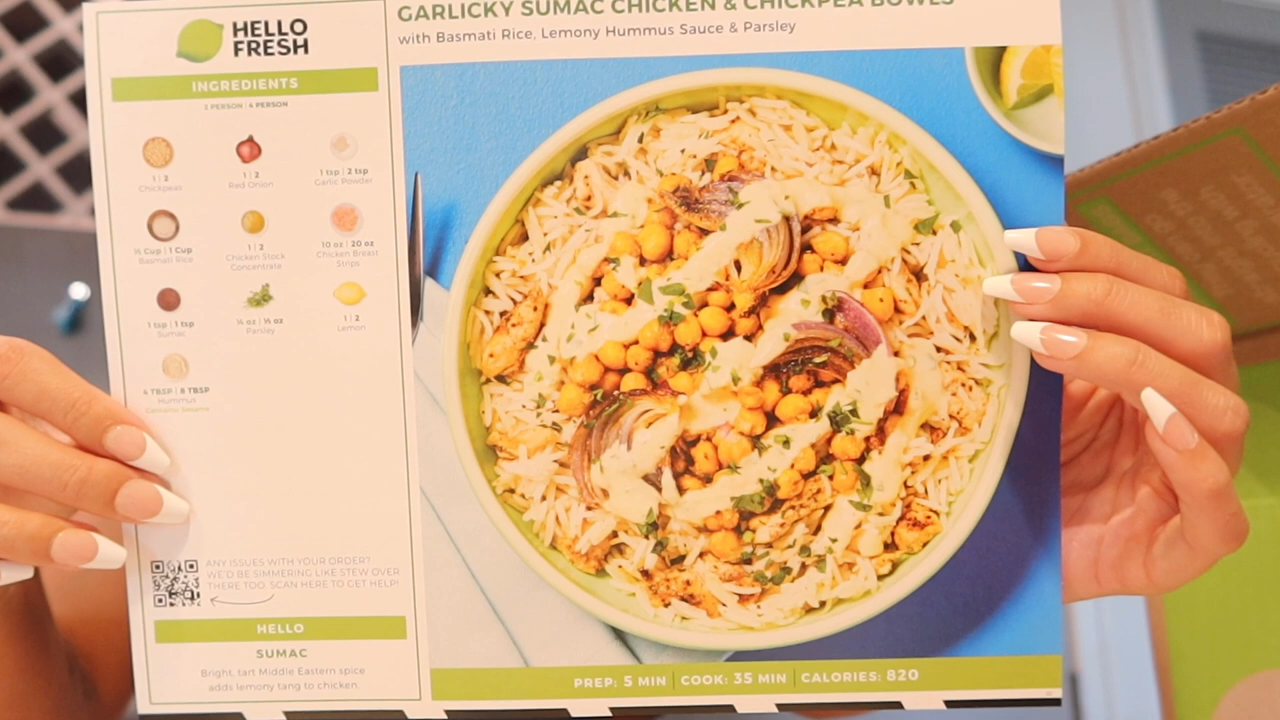 HELLO
FRESH
GARLICKY SUMAC CHICKEN & CHICKPEA BOWLS
with Basmati Rice, Lemony Hummus Sauce & Parsley
INGREDIENTS
2 PERSON | 4 PERSON
1 | 2
Chickpeas
1 | 2
Red Onion
1 tsp | 2 tsp
Garlic Powder
½ Cup | 1 Cup
Basmati Rice
1 | 2
Chicken Stock
Concentrate
10 oz | 20 oz
Chicken Breast
Strips
1 tsp | 1 tsp
Sumac
¼ oz | ½ oz
Parsley
1 | 2
Lemon
4 TBSP | 8 TBSP
Hummus
Contains: Sesame
ANY ISSUES WITH YOUR ORDER?
WE'D BE SIMMERING LIKE STEW OVER
THERE TOO. SCAN HERE TO GET HELP!
HELLO
SUMAC
Bright, tart Middle Eastern spice
adds lemony tang to chicken.
PREP: 5 MIN | COOK: 35 MIN | CALORIES: 820